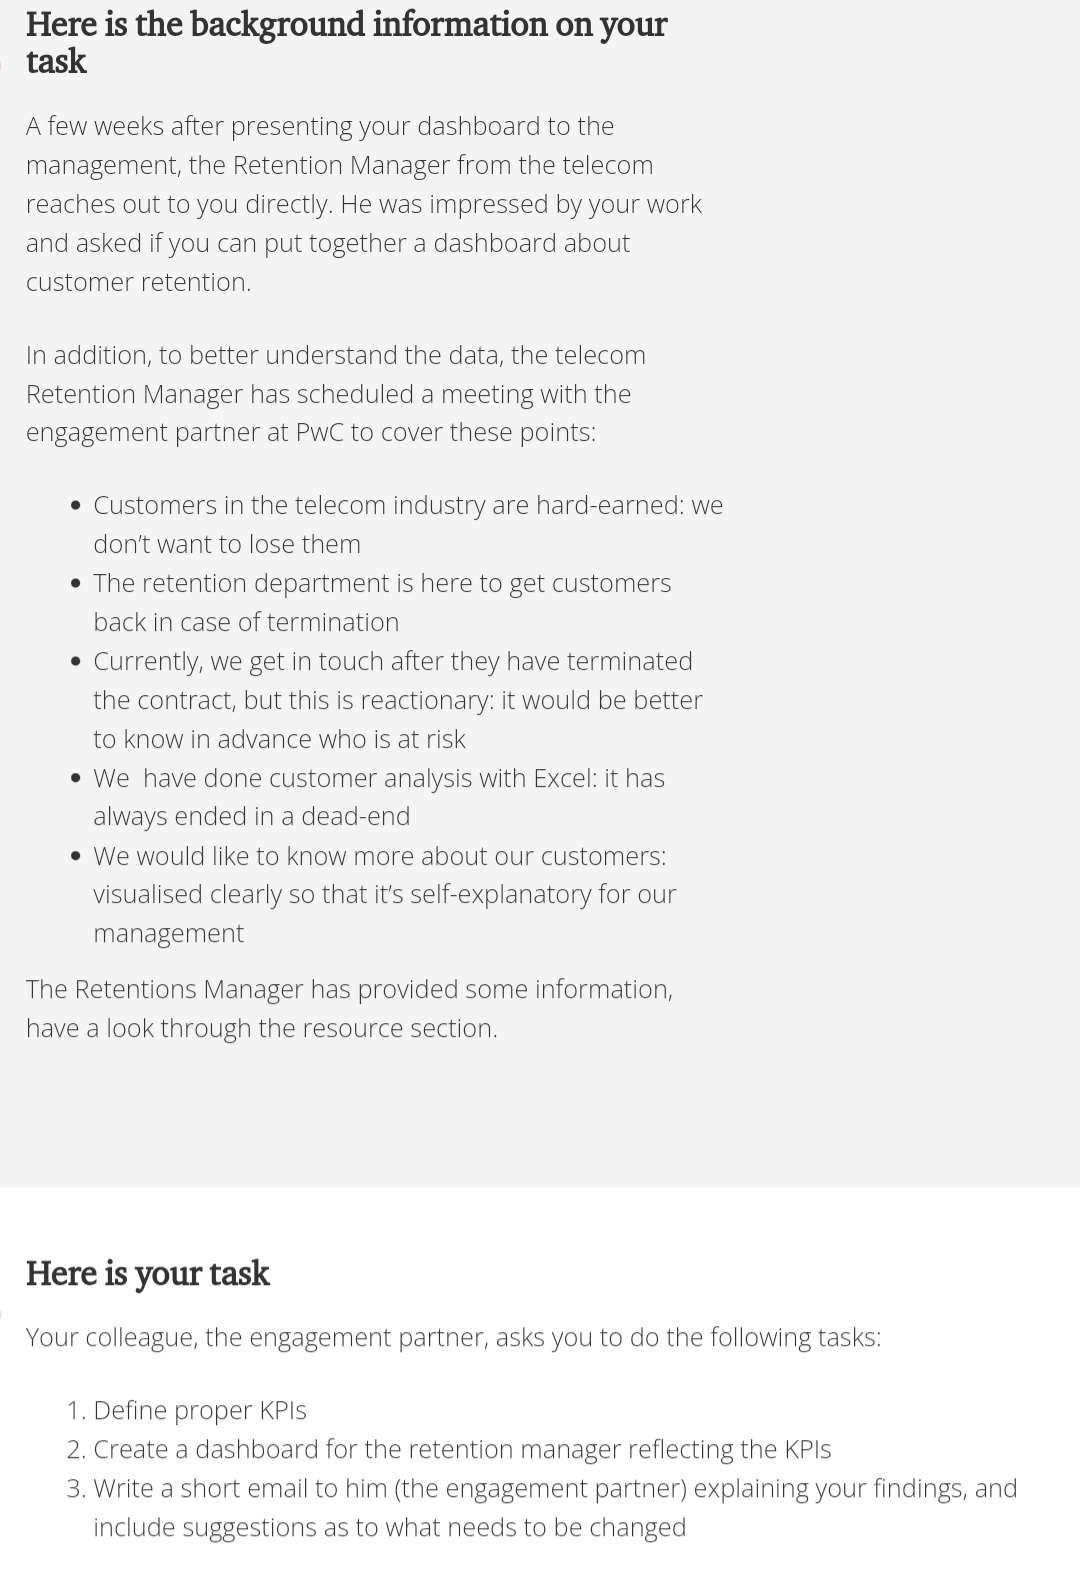 Here is the background information on your
task
A few weeks after presenting your dashboard to the
management, the Retention Manager from the telecom
reaches out to you directly. He was impressed by your work
and asked if you can put together a dashboard about
customer retention.
In addition, to better understand the data, the telecom
Retention Manager has scheduled a meeting with the
engagement partner at PwC to cover these points:
• Customers in the telecom industry are hard-earned: we
don’t want to lose them
• The retention department is here to get customers
back in case of termination
• Currently, we get in touch after they have terminated
the contract, but this is reactionary: it would be better
to know in advance who is at risk
• We  have done customer analysis with Excel: it has
always ended in a dead-end
• We would like to know more about our customers:
visualised clearly so that it’s self-explanatory for our
management
The Retentions Manager has provided some information,
have a look through the resource section.
Here is your task
Your colleague, the engagement partner, asks you to do the following tasks:
1. Define proper KPIs
2. Create a dashboard for the retention manager reflecting the KPIs
3. Write a short email to him (the engagement partner) explaining your findings, and
include suggestions as to what needs to be changed